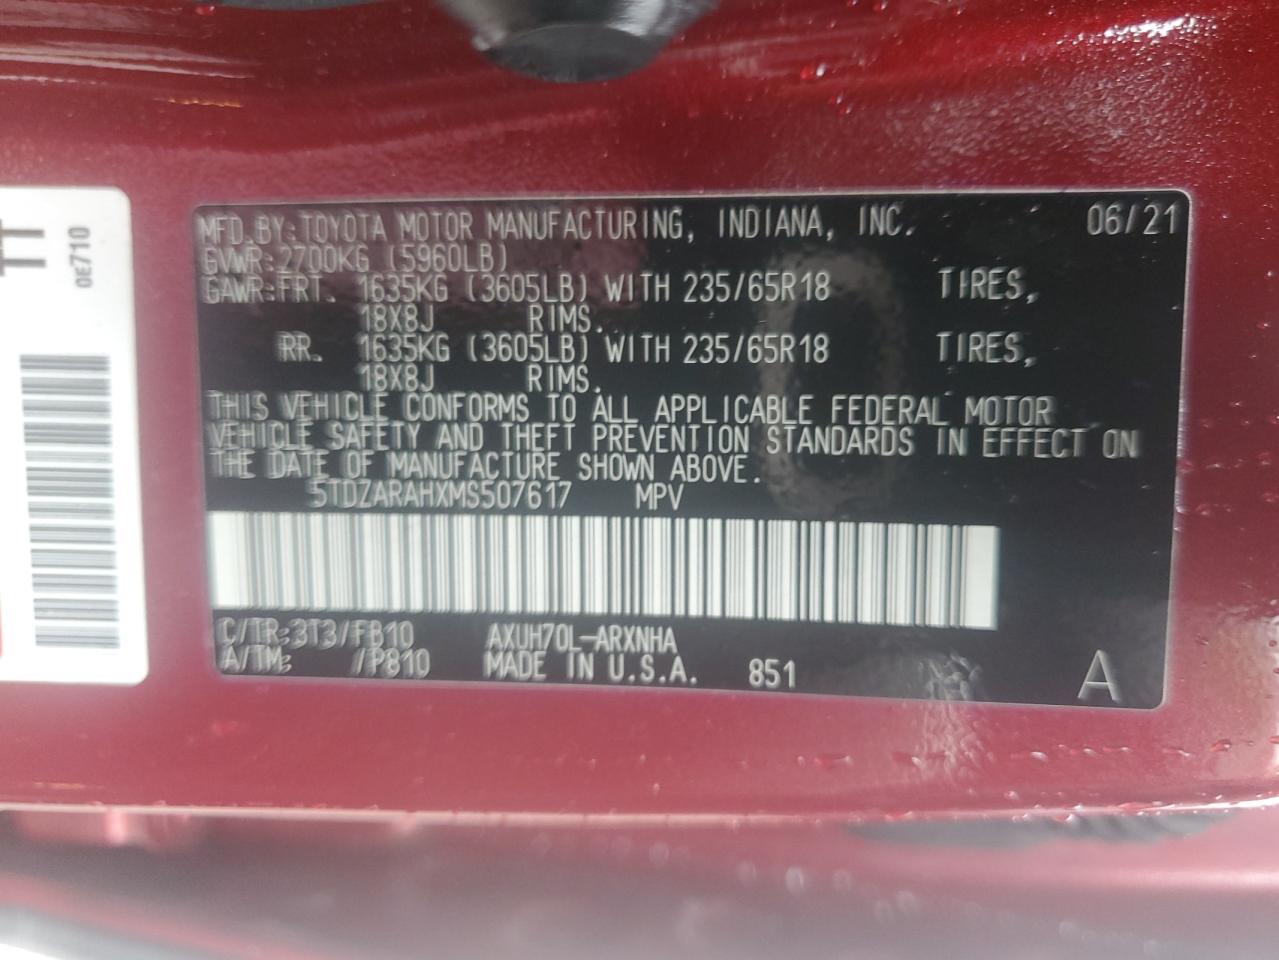 MFD.BY:TOYOTA MOTOR MANUFACTURING, INDIANA, INC. 06/21
GVWR:2700KG (5960LB)
GAWR:FRT. 1635KG (3605LB) WITH 235/65R18 TIRES,
18X8J RIMS.
RR. 1635KG (3605LB) WITH 235/65R18 TIRES,
18X8J RIMS.
THIS VEHICLE CONFORMS TO ALL APPLICABLE FEDERAL MOTOR
VEHICLE SAFETY AND THEFT PREVENTION STANDARDS IN EFFECT ON
THE DATE OF MANUFACTURE SHOWN ABOVE.
5TDZARAHXMS507617 MPV
C/TR:3T3/FB10 AXUH70L-ARXNHA
A/TM: /P810 MADE IN U.S.A. 851 A
0E710